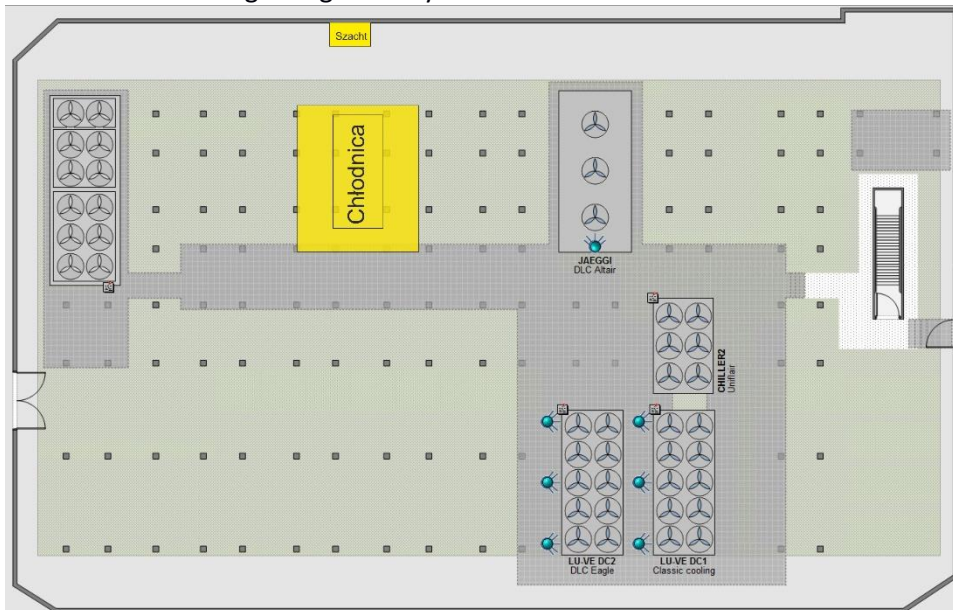 Szacht
Chłodnica
JAEGGI
DLC Altair
CHILLER2
Uniflair
LU-VE DC2
DLC Eagle
LU-VE DC1
Classic cooling